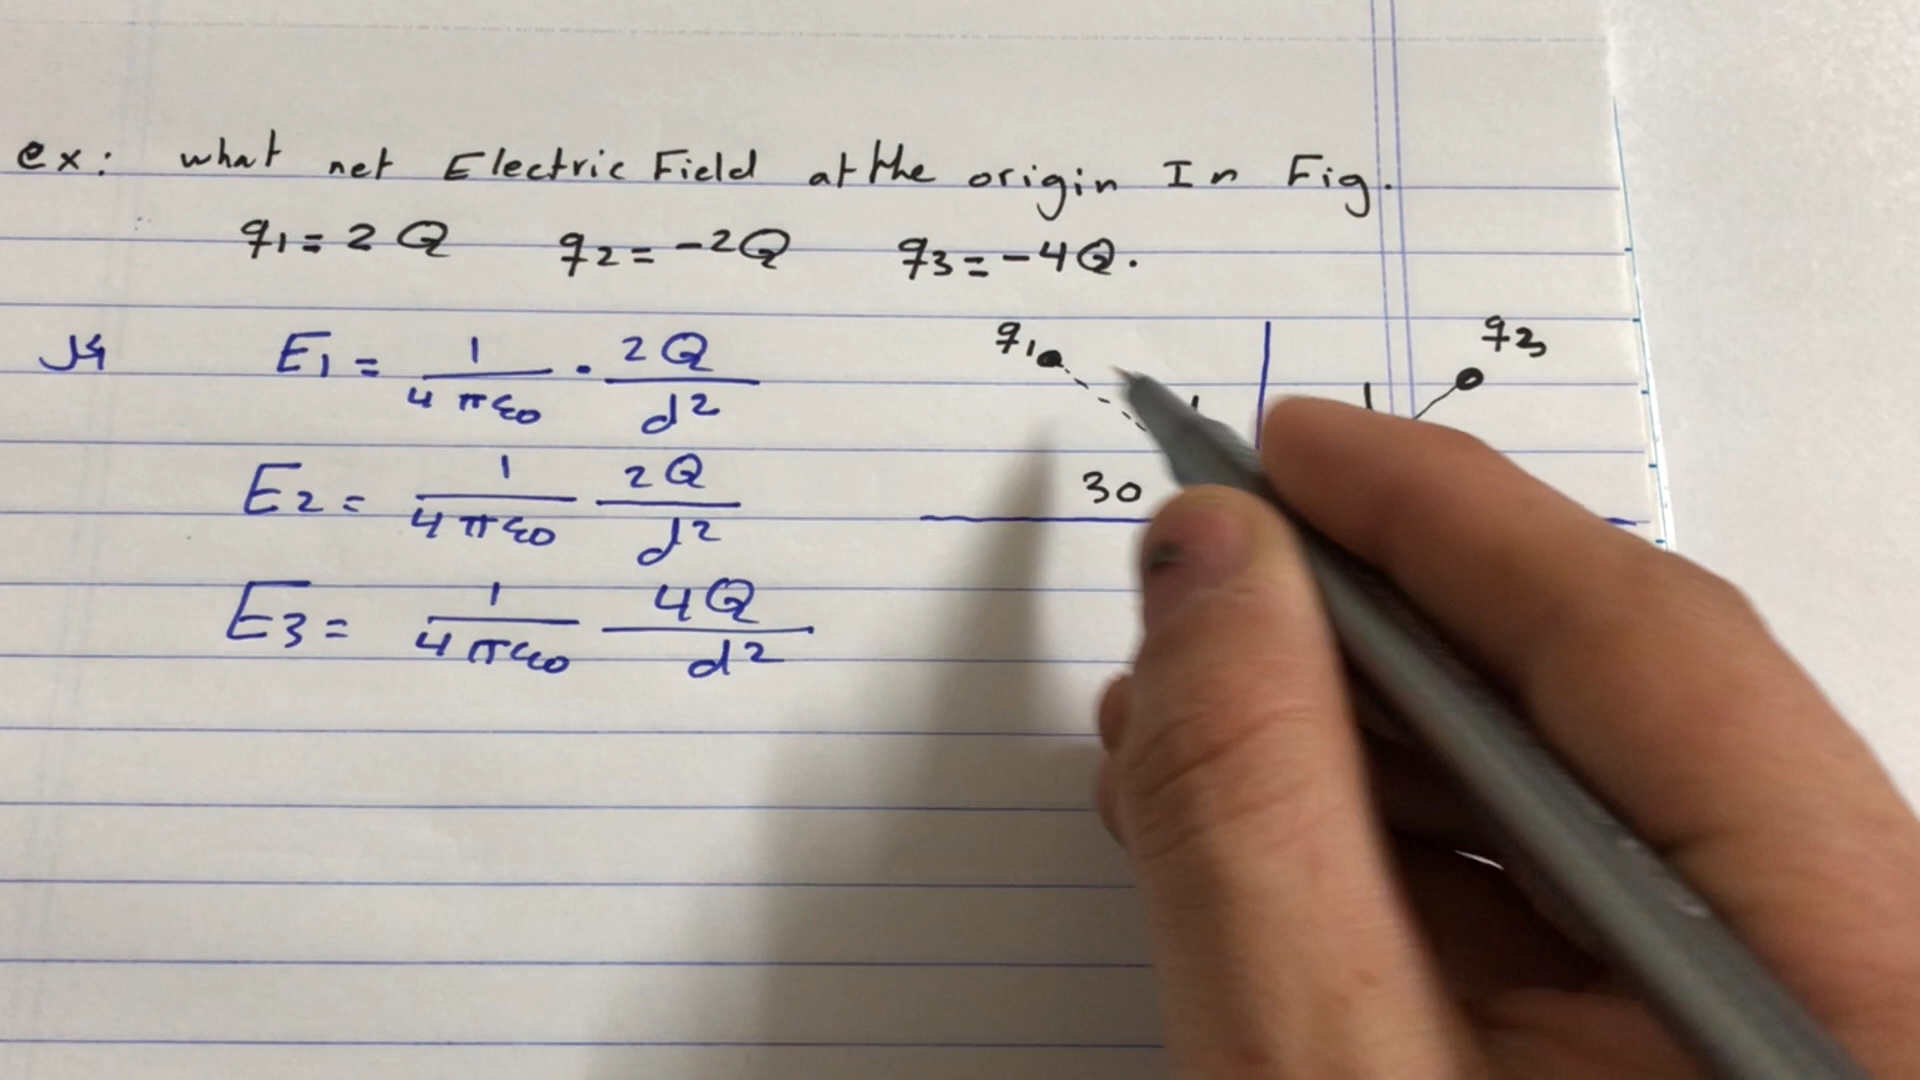 ex: what net Electric Field at the origin In Fig.
q1 = 2Q q2 = -2Q q3 = -4Q.
E1 = 1/4πε0 · 2Q/d²
E2 = 1/4πε0 2Q/d²
E3 = 1/4πε0 4Q/d²
q1
q3
30